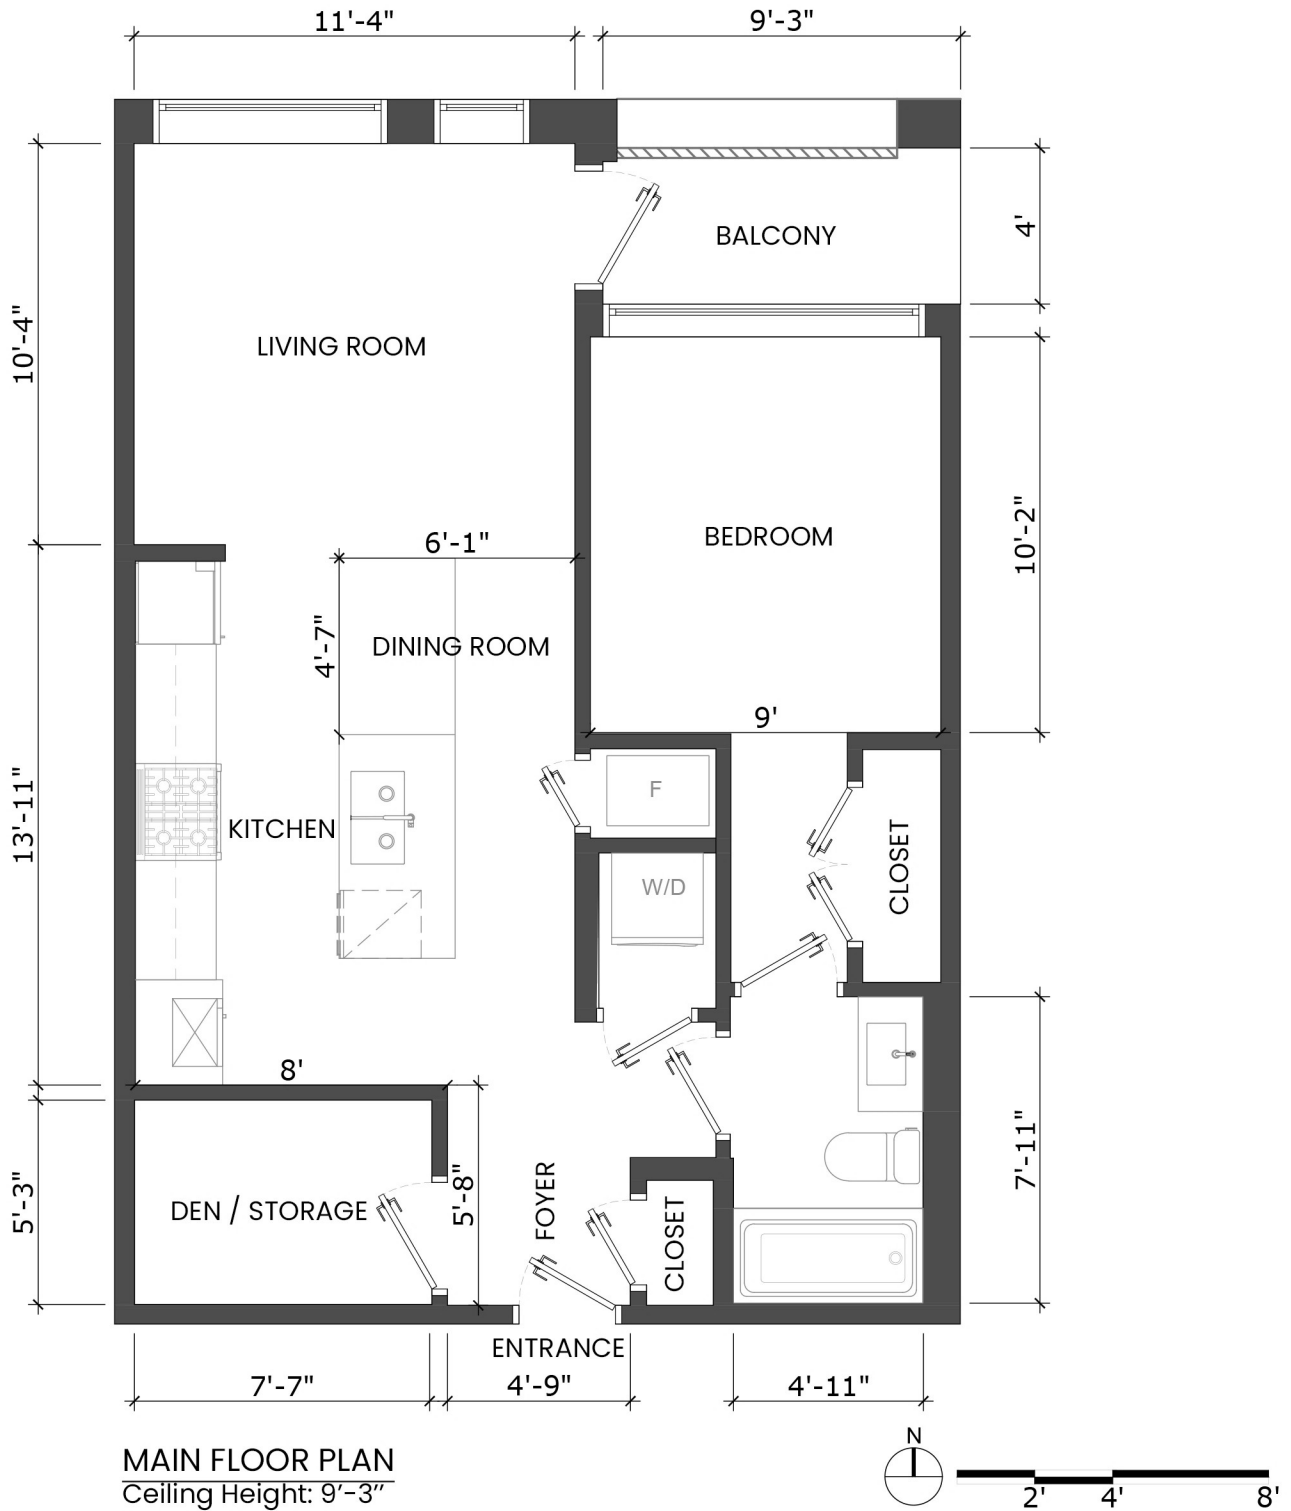 11'-4"
9'-3"
4'
BALCONY
10'-4"
LIVING ROOM
10'-2"
BEDROOM
6'-1"
4'-7"
DINING ROOM
9'
F
13'-11"
KITCHEN
W/D
CLOSET
8'
7'-11"
5'-3"
DEN / STORAGE
5'-8"
FOYER
CLOSET
ENTRANCE
7'-7"
4'-9"
4'-11"
MAIN FLOOR PLAN
Ceiling Height: 9’-3’’
N
2'
4'
8'